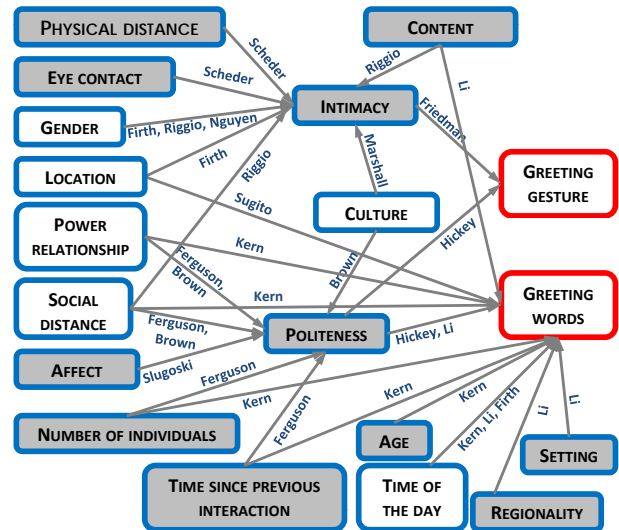 PHYSICAL DISTANCE
CONTENT
Scheder
Riggio
EYE CONTACT
Scheder
Li
INTIMACY
Friedman
GENDER
Firth, Riggio, Nguyen
Firth
Riggio
Marshall
GREETING
GESTURE
LOCATION
Sugito
CULTURE
POWER
RELATIONSHIP
Kern
Hickey
Ferguson,
Brown
Brown
SOCIAL
DISTANCE
Kern
GREETING
WORDS
Ferguson,
Brown
POLITENESS
Hickey, Li
AFFECT
Slugoski
Ferguson
Kern
Ferguson
Kern
Kern
Kern, Li, Firth
Li
Li
NUMBER OF INDIVIDUALS
AGE
SETTING
TIME SINCE PREVIOUS
INTERACTION
TIME OF
THE DAY
REGIONALITY